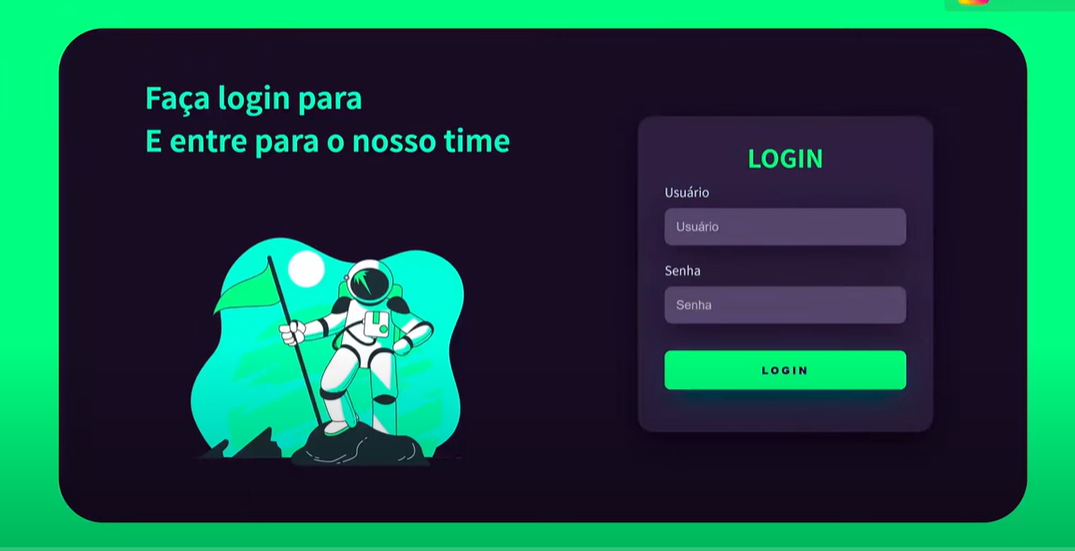 Faça login para
E entre para o nosso time
LOGIN
Usuário
Usuário
Senha
Senha
LOGIN